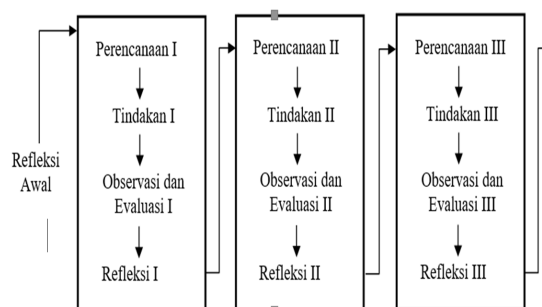 Refleksi
Awal
Perencanaan I
Tindakan I
Observasi dan
Evaluasi I
Refleksi I
Perencanaan II
Tindakan II
Observasi dan
Evaluasi II
Refleksi II
Perencanaan III
Tindakan III
Observasi dan
Evaluasi III
Refleksi III